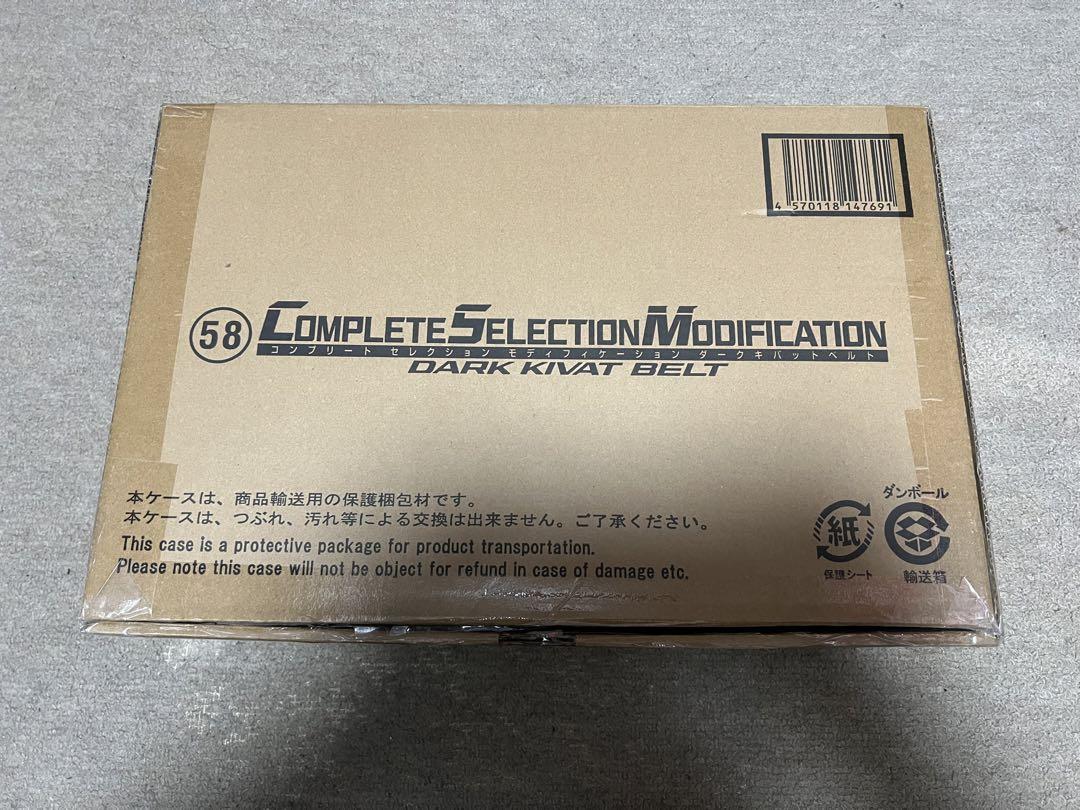 4 570118 147691
58 COMPLETE SELECTION MODIFICATION
コンプリート セレクション モディフィケーション ダークキバットベルト
DARK KIVAT BELT
本ケースは、商品輸送用の保護梱包材です。
本ケースは、つぶれ、汚れ等による交換は出来ません。ご了承ください。
This case is a protective package for product transportation.
Please note this case will not be object for refund in case of damage etc.
紙
保護シート
ダンボール
輸送箱